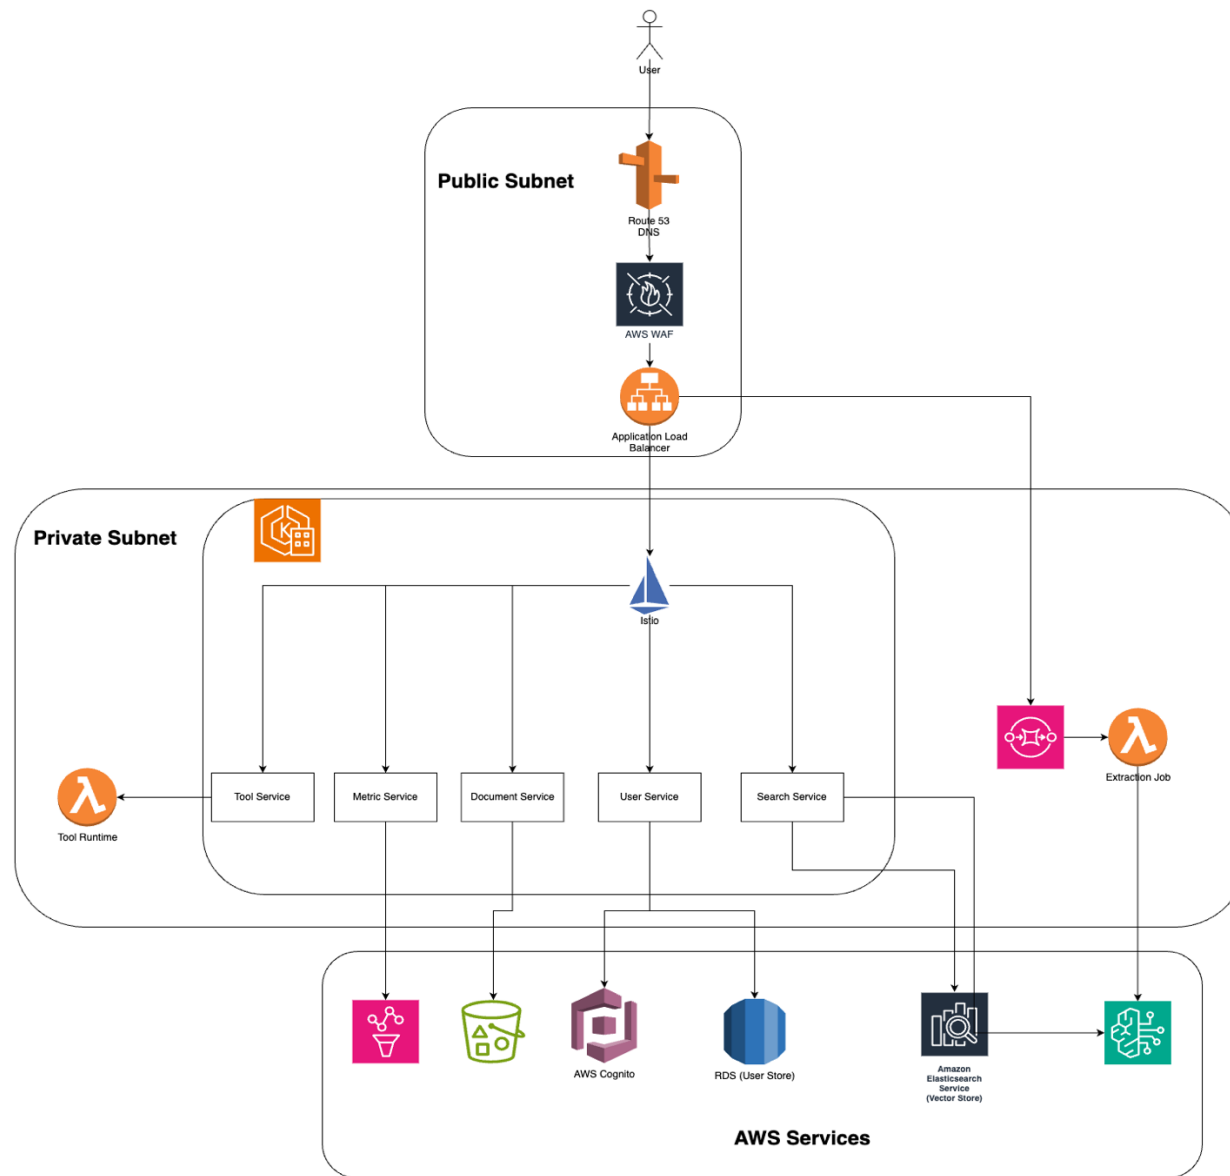 User
Public Subnet
Route 53
DNS
AWS WAF
Application Load
Balancer
Private Subnet
K
Istio
Tool Service
Metric Service
Document Service
User Service
Search Service
Tool Runtime
Extraction Job
AWS Cognito
RDS (User Store)
Amazon
Elasticsearch
Service
(Vector Store)
AWS Services